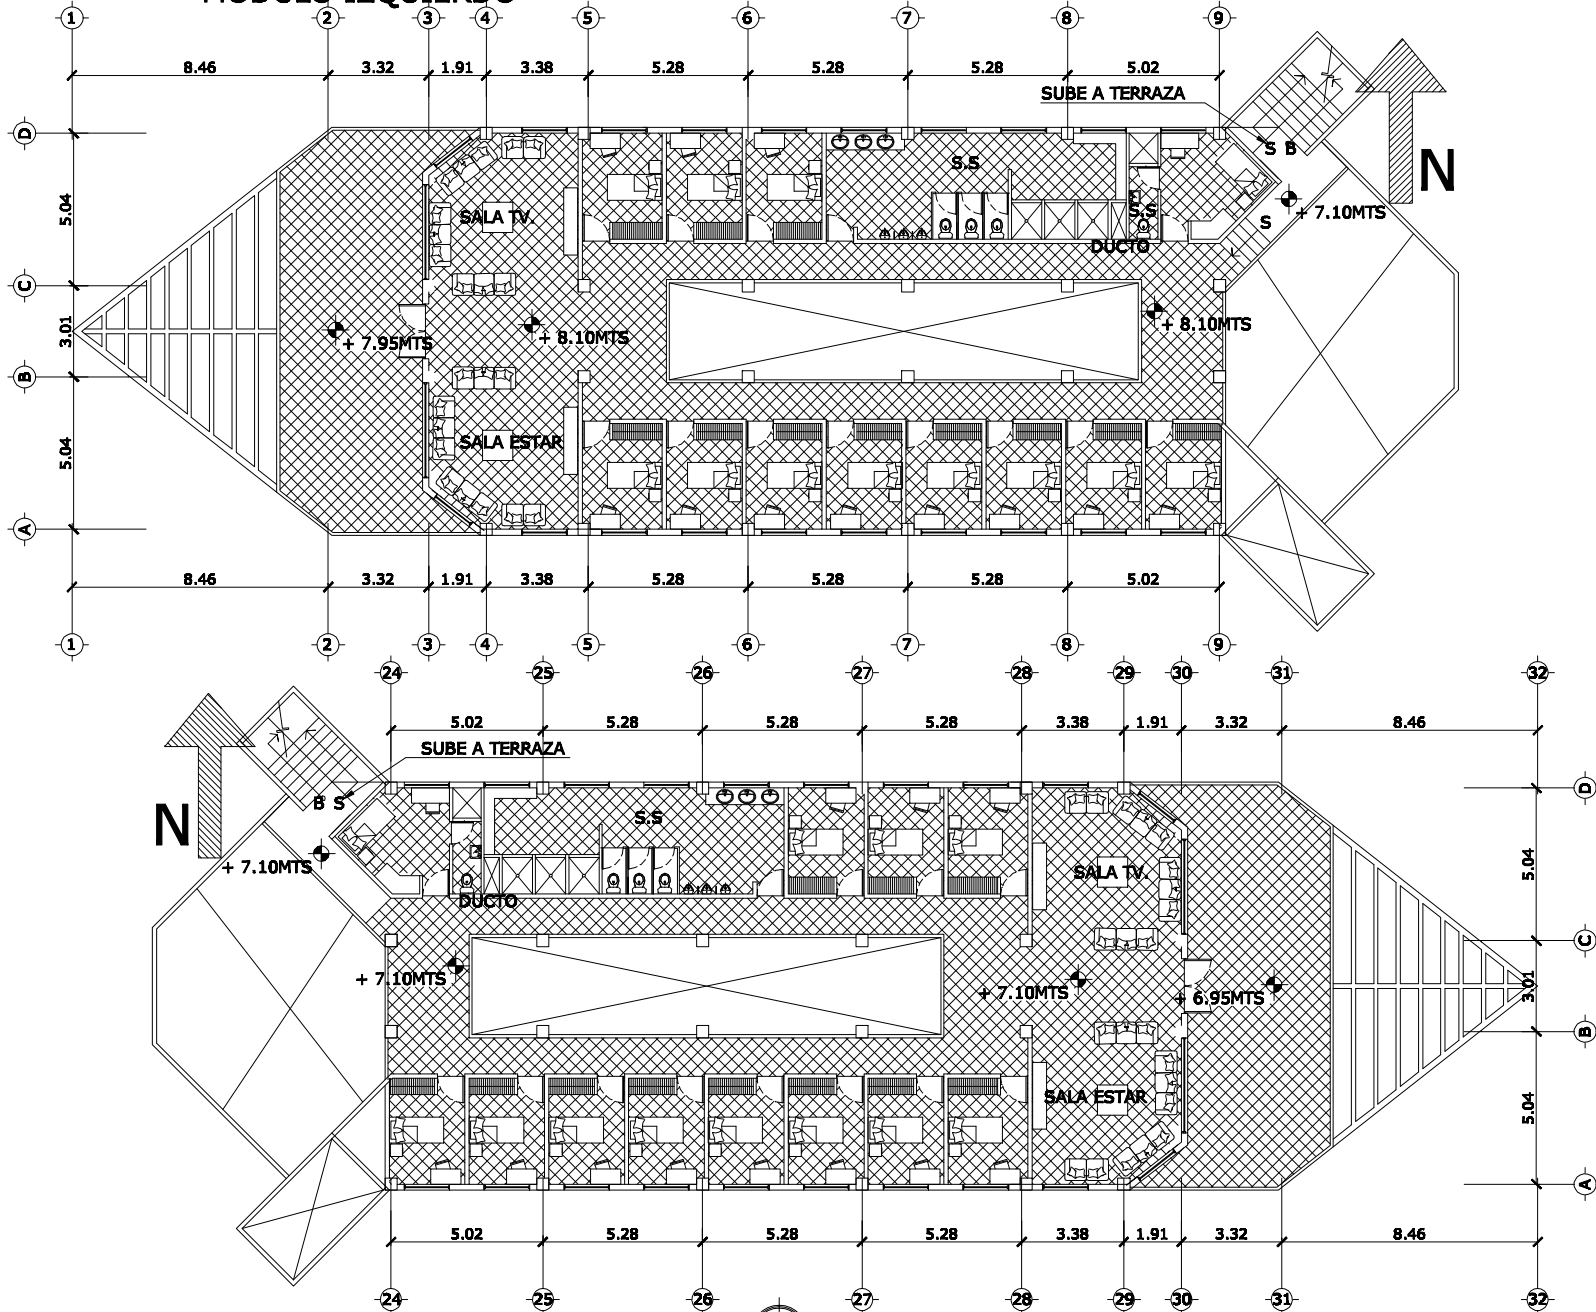 MODULO IZQUIERDO
1 2 3 4 5 6 7 8 9
8.46 3.32 1.91 3.38 5.28 5.28 5.28 5.02
SUBE A TERRAZA
D
S B
S.S
N
5.04
SALA TV.
S.S
+ 7.10MTS
S
DUCTO
C
3.01
+ 7.95MTS
+ 8.10MTS
+ 8.10MTS
B
5.04
SALA ESTAR
A
8.46 3.32 1.91 3.38 5.28 5.28 5.28 5.02
1 2 3 4 5 6 7 8 9
24 25 26 27 28 29 30 31 32
5.02 5.28 5.28 5.28 3.38 1.91 3.32 8.46
SUBE A TERRAZA
D
B S
S.S
N
+ 7.10MTS
SALA TV.
5.04
DUCTO
C
+ 7.10MTS
+ 7.10MTS
+ 6.95MTS
3.01
B
SALA ESTAR
5.04
A
5.02 5.28 5.28 5.28 3.38 1.91 3.32 8.46
24 25 26 27 28 29 30 31 32